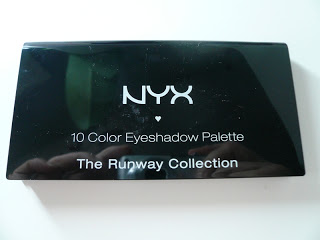 NYX
♥
10 Color Eyeshadow Palette
The Runway Collection